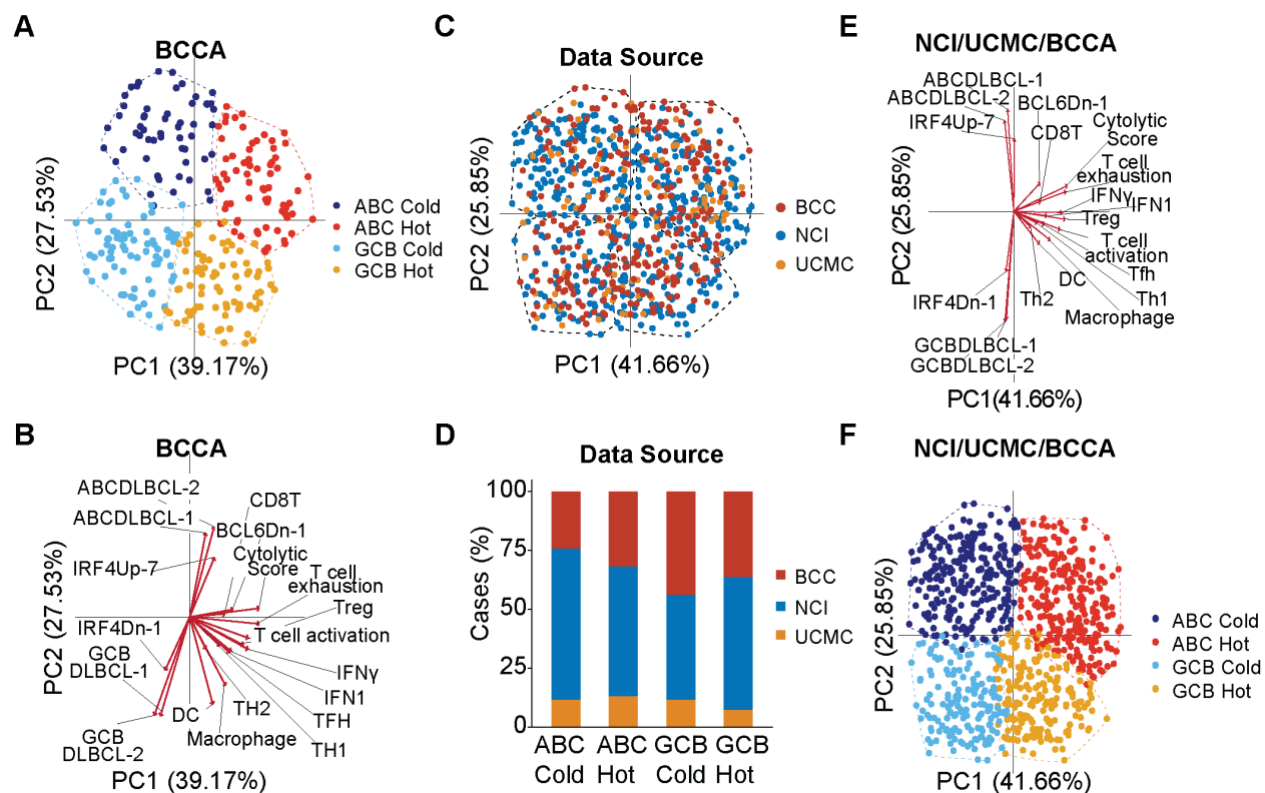 A
BCCA
PC2 (27.53%)
PC1 (39.17%)
ABC Cold
ABC Hot
GCB Cold
GCB Hot
B
BCCA
ABCDLBCL-2
ABCDLBCL-1
IRF4Up-7
IRF4Dn-1
GCB
DLBCL-1
GCB
DLBCL-2
CD8T
BCL6Dn-1
Cytolytic
Score
T cell
exhaustion
Treg
T cell activation
IFNγ
IFN1
TFH
TH1
TH2
Macrophage
DC
PC2 (27.53%)
PC1 (39.17%)
C
Data Source
PC2 (25.85%)
PC1 (41.66%)
BCC
NCI
UCMC
D
Data Source
Cases (%)
100
75
50
25
0
ABC
Cold
ABC
Hot
GCB
Cold
GCB
Hot
BCC
NCI
UCMC
E
NCI/UCMC/BCCA
ABCDLBCL-1
ABCDLBCL-2
IRF4Up-7
BCL6Dn-1
CD8T
Cytolytic
Score
T cell
exhaustion
IFNγ
IFN1
Treg
T cell
activation
Tfh
Th1
Macrophage
DC
Th2
IRF4Dn-1
GCBDLBCL-1
GCBDLBCL-2
PC2 (25.85%)
PC1(41.66%)
F
NCI/UCMC/BCCA
PC2 (25.85%)
PC1 (41.66%)
ABC Cold
ABC Hot
GCB Cold
GCB Hot